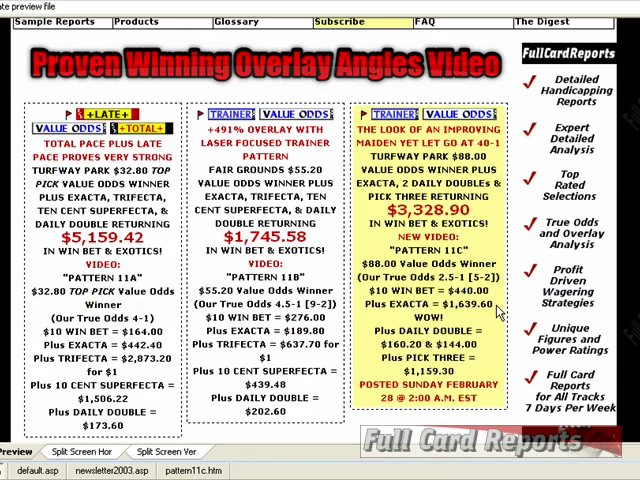 ate preview file
Sample Reports
Products
Glossary
Subscribe
FAQ
The Digest
Proven Winning Overlay Angles Video
+LATE+
VALUE ODDS +TOTAL+
TOTAL PACE PLUS LATE
PACE PROVES VERY STRONG
TURFWAY PARK $32.80 TOP
PICK VALUE ODDS WINNER
PLUS EXACTA, TRIFECTA,
TEN CENT SUPERFECTA, &
DAILY DOUBLE RETURNING
$5,159.42
IN WIN BET & EXOTICS!
VIDEO:
"PATTERN 11A"
$32.80 TOP PICK Value Odds
Winner
(Our True Odds 4-1)
$10 WIN BET = $164.00
Plus EXACTA = $442.40
Plus TRIFECTA = $2,873.20
for $1
Plus 10 CENT SUPERFECTA =
$1,506.22
Plus DAILY DOUBLE =
$173.60
TRAINER VALUE ODDS
+491% OVERLAY WITH
LASER FOCUSED TRAINER
PATTERN
FAIR GROUNDS $55.20
VALUE ODDS WINNER PLUS
EXACTA, TRIFECTA, TEN
CENT SUPERFECTA, & DAILY
DOUBLE RETURNING
$1,745.58
IN WIN BET & EXOTICS!
VIDEO:
"PATTERN 11B"
$55.20 VALUE Odds Winner
(Our True Odds 4.5-1 [9-2])
$10 WIN BET = $276.00
Plus EXACTA = $189.80
Plus TRIFECTA = $637.70 for
$1
Plus 10 CENT SUPERFECTA =
$439.48
Plus DAILY DOUBLE =
$202.60
TRAINER VALUE ODDS
THE LOOK OF AN IMPROVING
MAIDEN YET LET GO AT 40-1
TURFWAY PARK $88.00
VALUE ODDS WINNER PLUS
EXACTA, 2 DAILY DOUBLEs &
PICK THREE RETURNING
$3,328.90
IN WIN BET & EXOTICS!
NEW VIDEO:
"PATTERN 11C"
$88.00 VALUE Odds Winner
(Our True Odds 2.5-1 [5-2])
$10 WIN BET = $440.00
Plus EXACTA = $1,639.60
WOW!
Plus DAILY DOUBLE =
$160.20 & $144.00
Plus PICK THREE =
$1,159.30
POSTED SUNDAY FEBRUARY
28 @ 2:00 A.M. EST
FullCardReports
Detailed
Handicapping
Reports
Expert
Detailed
Analysis
Top
Rated
Selections
True Odds
and Overlay
Analysis
Profit
Driven
Wagering
Strategies
Unique
Figures and
Power Ratings
Full Card
Reports
for All Tracks
7 Days Per Week
Full Card Reports
Preview
Split Screen Hor
Split Screen Ver
default.asp
newsletter2003.asp
pattern11c.htm